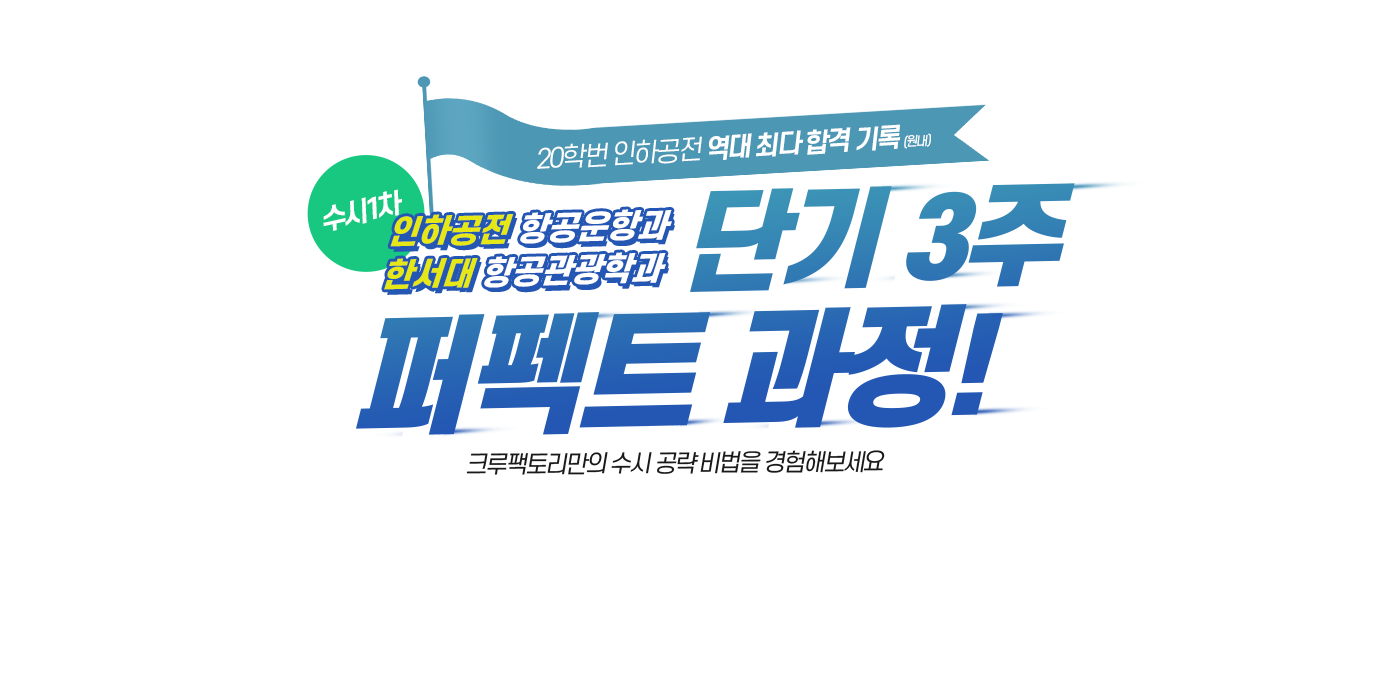 20학번 인하공전 역대 최다 합격 기록 (원내)
수시1차
인하공전 항공운항과
한서대 항공관광학과
단기 3주
퍼펙트 과정!
크루팩토리만의 수시 공략 비법을 경험해보세요